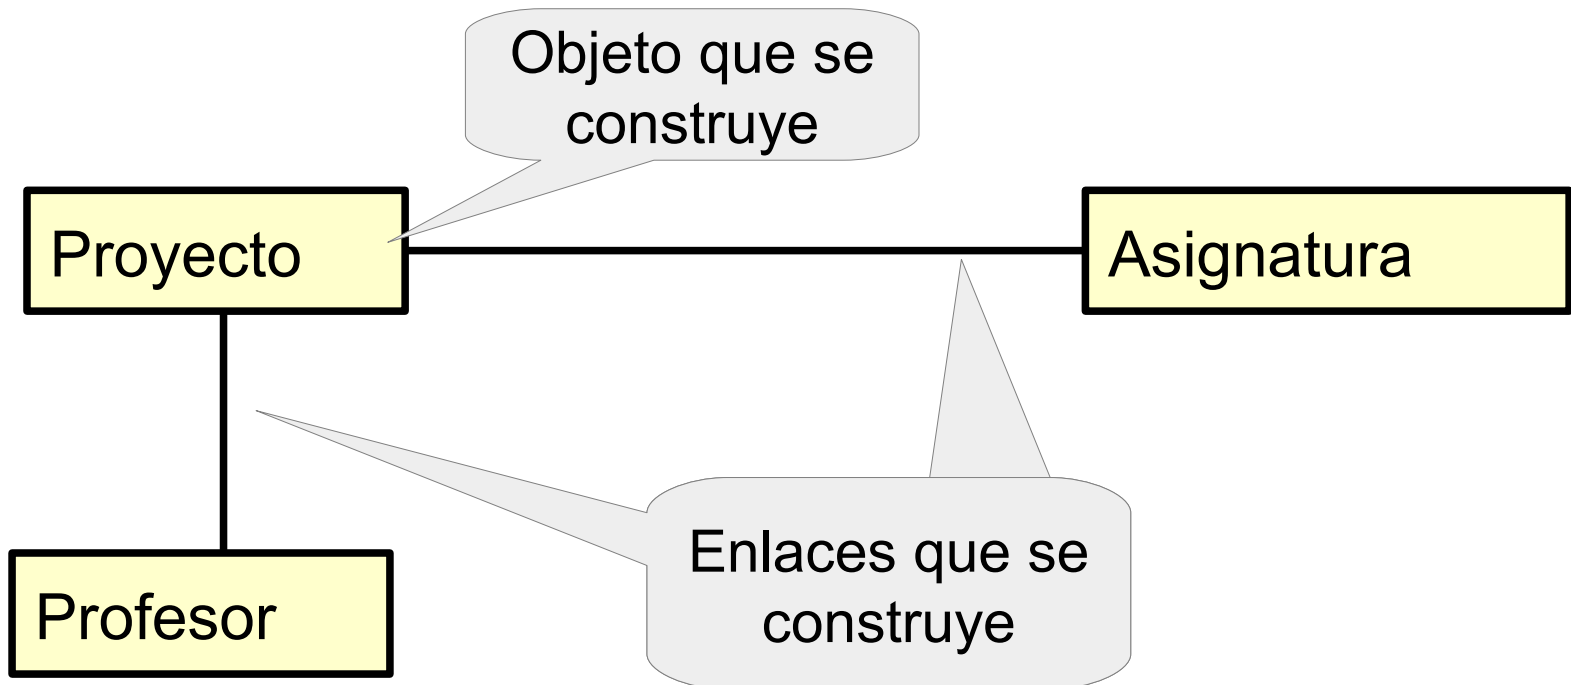 Objeto que se
construye
Proyecto
Asignatura
Enlaces que se
construye
Profesor